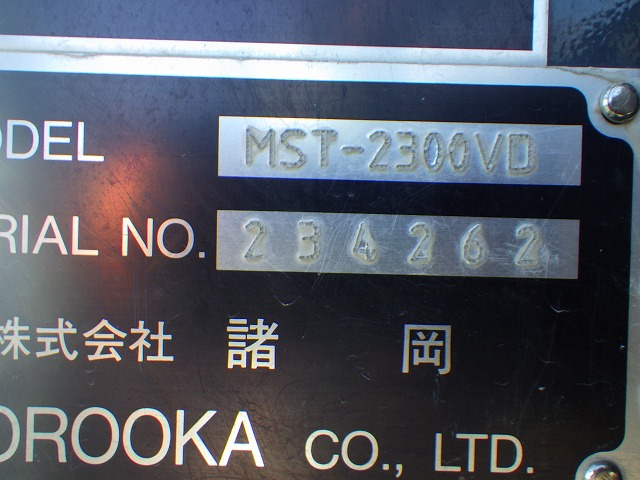 ODEL MST-2300VD
RIAL NO. 234262
株式会社 諸 岡
OROOKA CO., LTD.